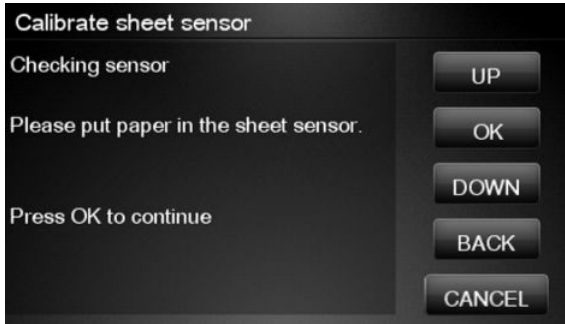 Calibrate sheet sensor
Checking sensor
Please put paper in the sheet sensor.
Press OK to continue
UP
OK
DOWN
BACK
CANCEL